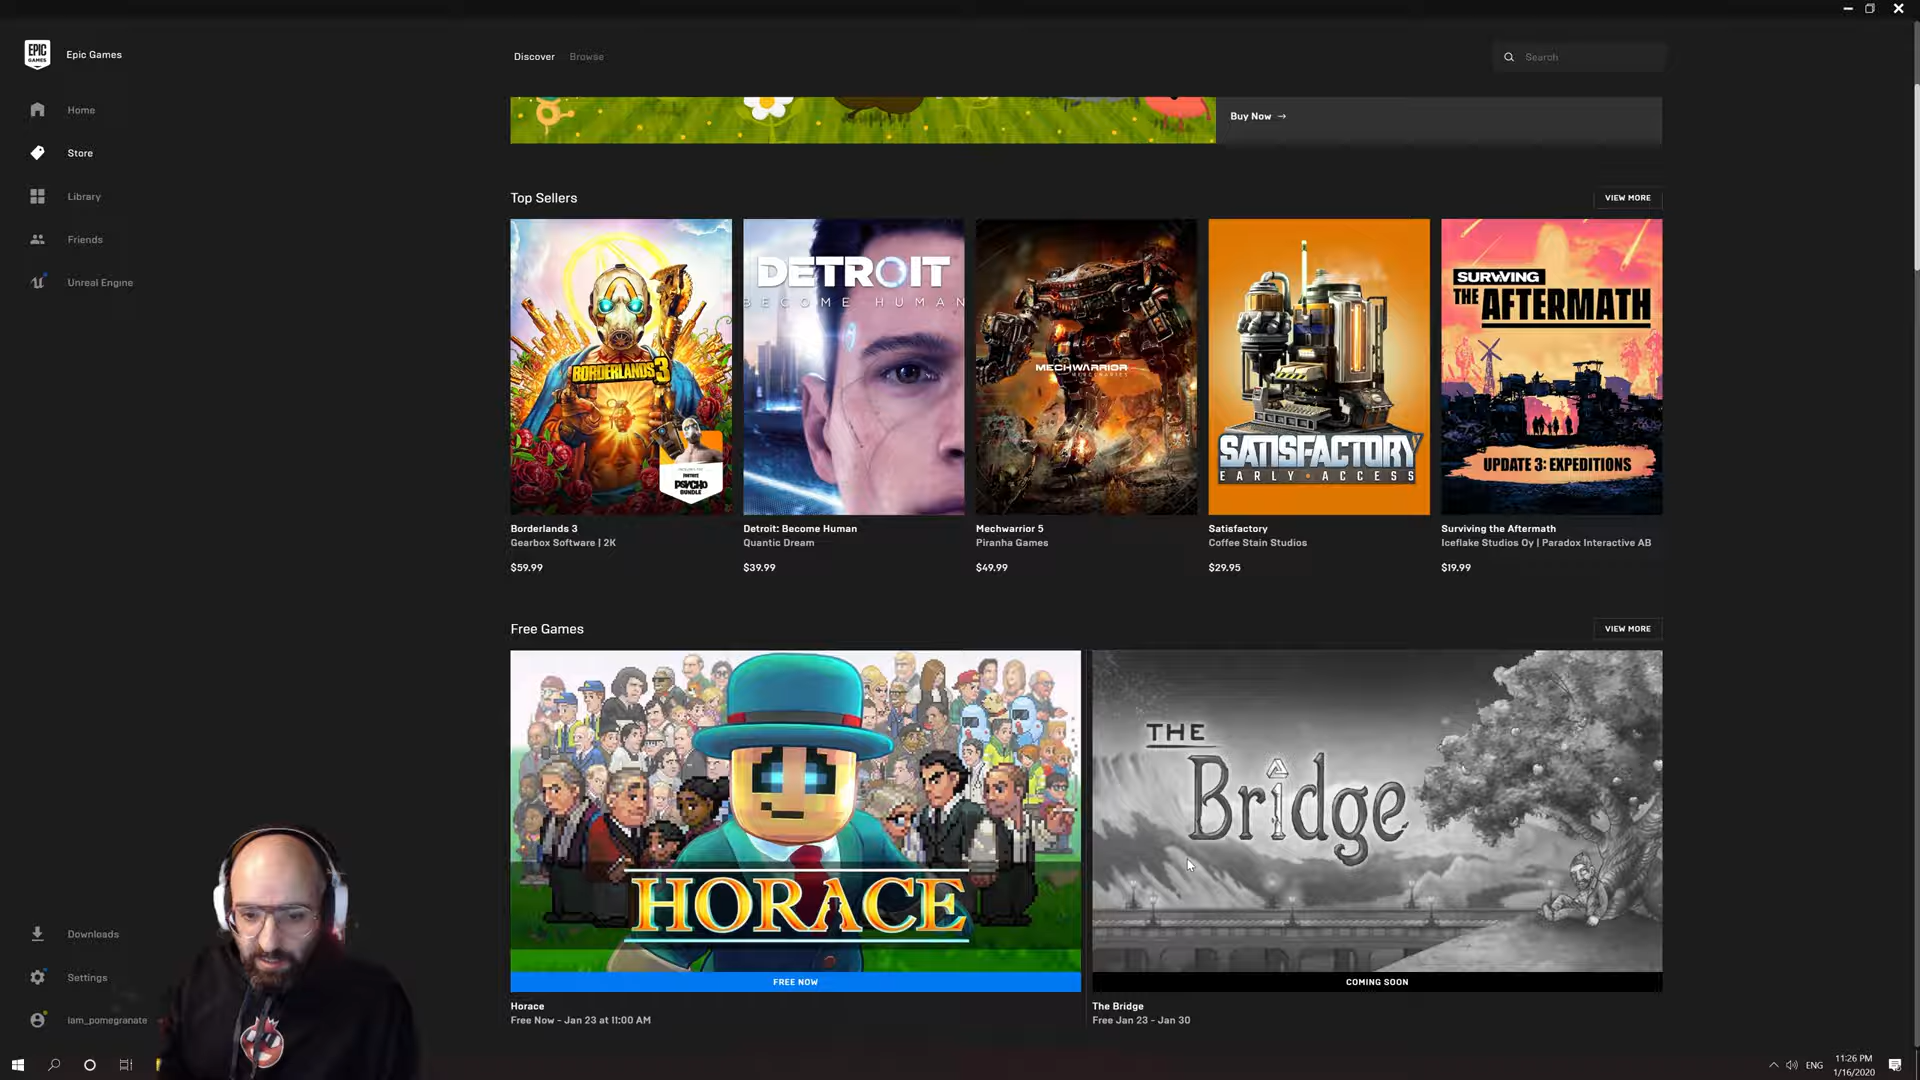 EPIC
GAMES
Epic Games
Discover
Browse
Search
Home
Store
Library
Friends
Unreal Engine
Downloads
Settings
iam_pomegranate
Buy Now →
Top Sellers
VIEW MORE
BORDERLANDS 3
FORTNITE
PSYCHO
BUNDLE
DETROIT
BECOME HUMAN
MECHWARRIOR
MERCENARIES
SATISFACTORY
EARLY • ACCESS
SURVIVING
THE AFTERMATH
UPDATE 3: EXPEDITIONS
Borderlands 3
Gearbox Software | 2K
$59.99
Detroit: Become Human
Quantic Dream
$39.99
Mechwarrior 5
Piranha Games
$49.99
Satisfactory
Coffee Stain Studios
$29.95
Surviving the Aftermath
Iceflake Studios Oy | Paradox Interactive AB
$19.99
Free Games
VIEW MORE
HORACE
FREE NOW
Horace
Free Now - Jan 23 at 11:00 AM
THE
Bridge
COMING SOON
The Bridge
Free Jan 23 - Jan 30
ENG
11:26 PM
1/16/2020